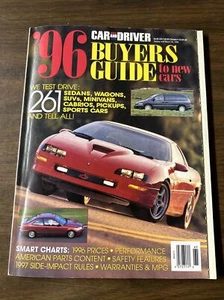 '96
CAR AND DRIVER
BUYERS
GUIDE to new
cars
WE TEST DRIVE
261
SEDANS, WAGONS,
SUVs, MINIVANS,
CABRIOS, PICKUPS,
SPORTS CARS
AND TELL ALL!
SMART CHARTS: 1996 PRICES • PERFORMANCE
AMERICAN PARTS CONTENT • SAFETY FEATURES
1997 SIDE-IMPACT RULES • WARRANTIES & MPG